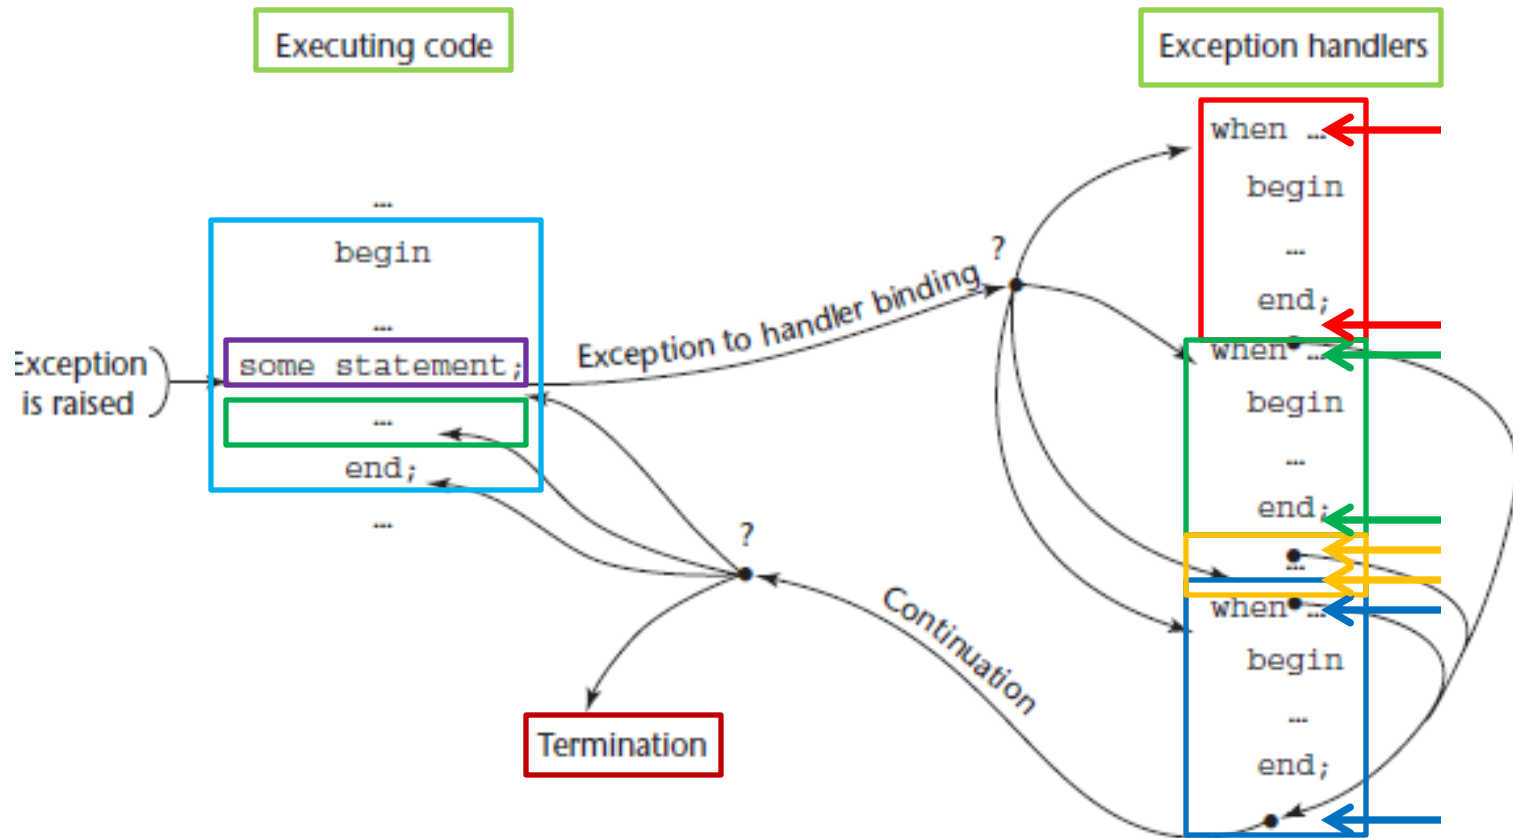 Executing code
…
begin
…
some statement;
…
end;
…
Exception
is raised
Exception to handler binding
?
Exception handlers
when …
begin
…
end;
when …
begin
…
end;
…
when …
begin
…
end;
Continuation
?
Termination